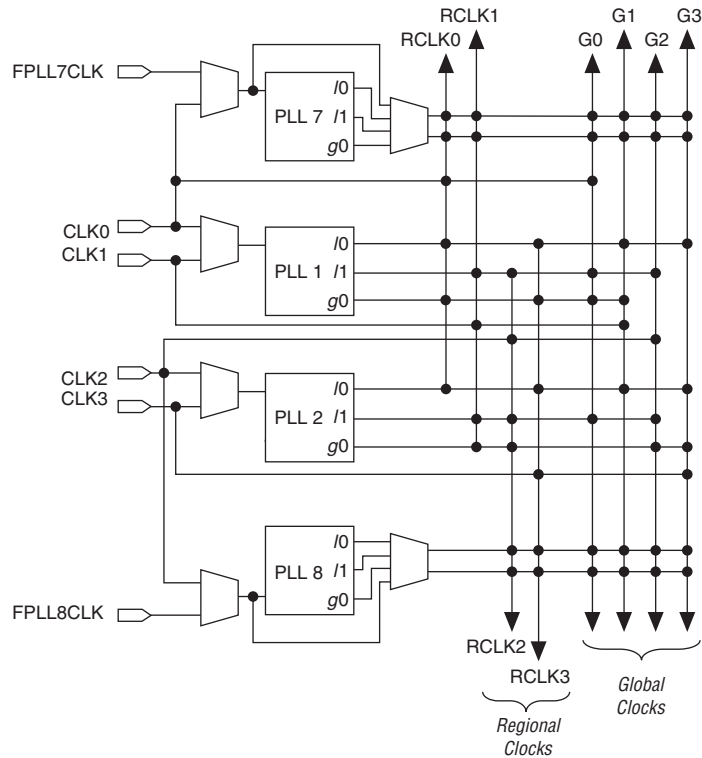 RCLK1
G1
G3
RCLK0
G0
G2
FPLL7CLK
l0
PLL 7
l1
g0
CLK0
CLK1
l0
PLL 1
l1
g0
CLK2
CLK3
l0
PLL 2
l1
g0
l0
PLL 8
l1
g0
FPLL8CLK
RCLK2
RCLK3
Regional
Clocks
Global
Clocks